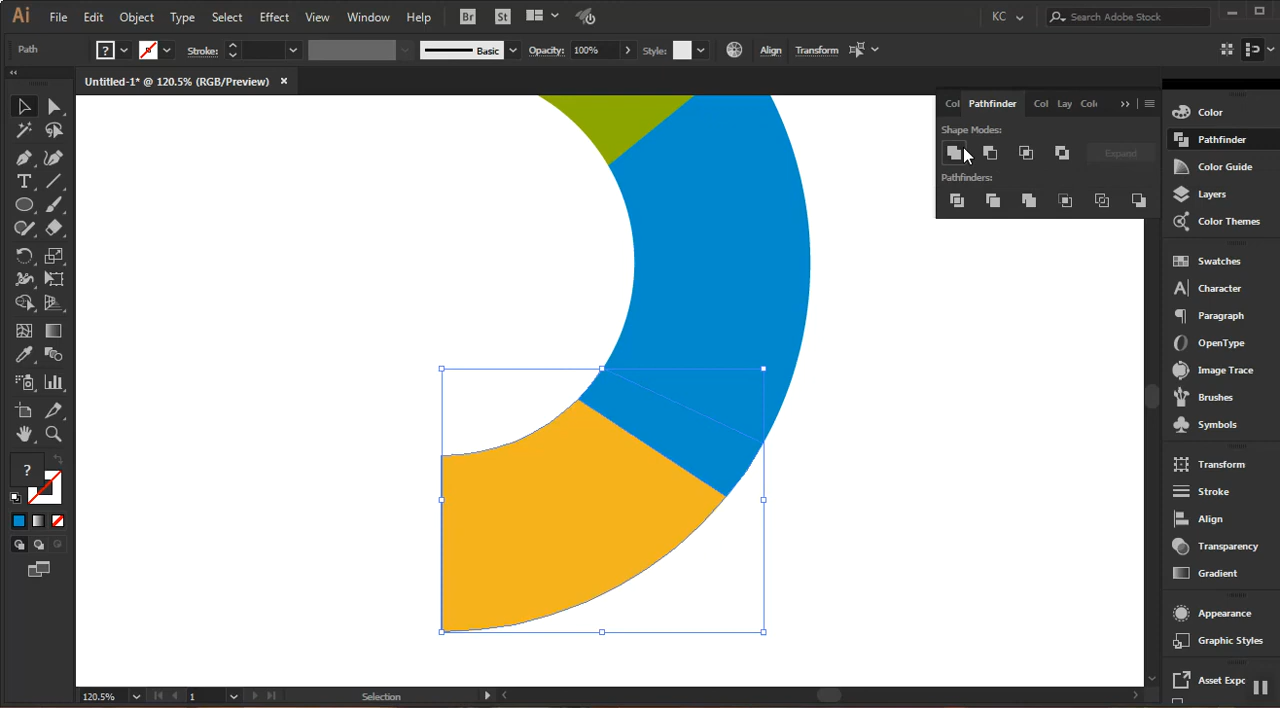 Ai File Edit Object Type Select Effect View Window Help Br St KC Search Adobe Stock
Path ? Stroke: Basic Opacity: 100% Style: Align Transform
Untitled-1* @ 120.5% (RGB/Preview)
Col Pathfinder Col Lay Colo
Shape Modes:
Expand
Pathfinders:
Color
Pathfinder
Color Guide
Layers
Color Themes
Swatches
Character
Paragraph
OpenType
Image Trace
Brushes
Symbols
Transform
Stroke
Align
Transparency
Gradient
Appearance
Graphic Styles
Asset Expo
?
120.5% 1 Selection